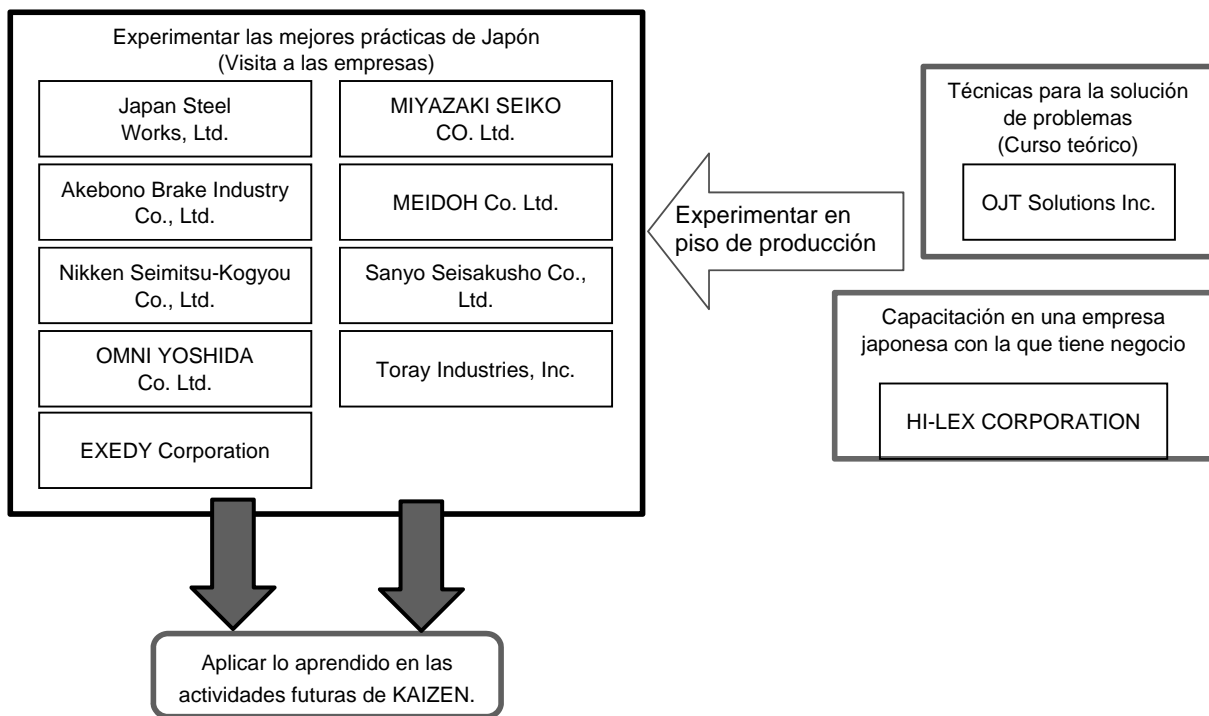 Experimentar las mejores prácticas de Japón
(Visita a las empresas)
Japan Steel
Works, Ltd.
MIYAZAKI SEIKO
CO. Ltd.
Akebono Brake Industry
Co., Ltd.
MEIDOH Co. Ltd.
Nikken Seimitsu-Kogyou
Co., Ltd.
Sanyo Seisakusho Co.,
Ltd.
OMNI YOSHIDA
Co. Ltd.
Toray Industries, Inc.
EXEDY Corporation
Experimentar en
piso de producción
Técnicas para la solución
de problemas
(Curso teórico)
OJT Solutions Inc.
Capacitación en una empresa
japonesa con la que tiene negocio
HI-LEX CORPORATION
Aplicar lo aprendido en las
actividades futuras de KAIZEN.